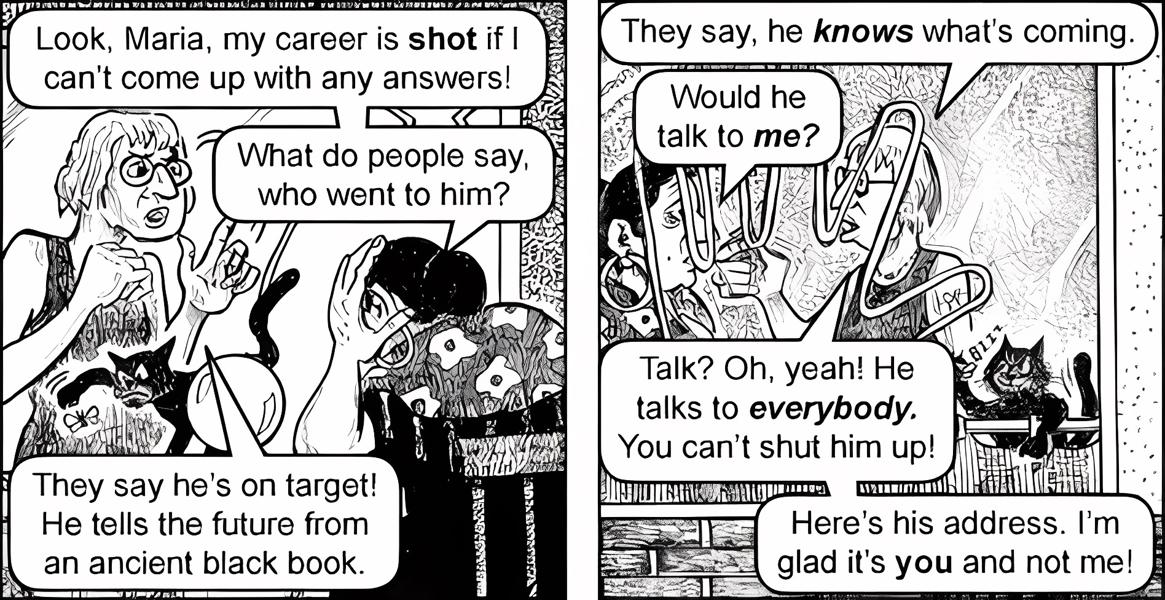 Look, Maria, my career is shot if I
can't come up with any answers!
What do people say,
who went to him?
They say he's on target!
He tells the future from
an ancient black book.
They say, he knows what's coming.
Would he
talk to me?
Talk? Oh, yeah! He
talks to everybody.
You can't shut him up!
Here's his address. I'm
glad it's you and not me!